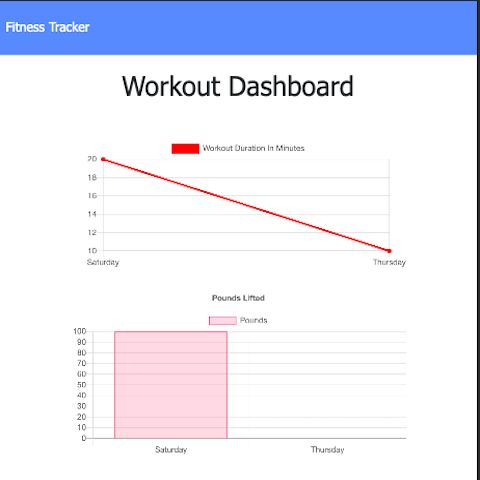 Fitness Tracker
Workout Dashboard
Workout Duration In Minutes
20
18
16
14
12
10
Saturday Thursday
Pounds Lifted
Pounds
100
90
80
70
60
50
40
30
20
10
0
Saturday Thursday